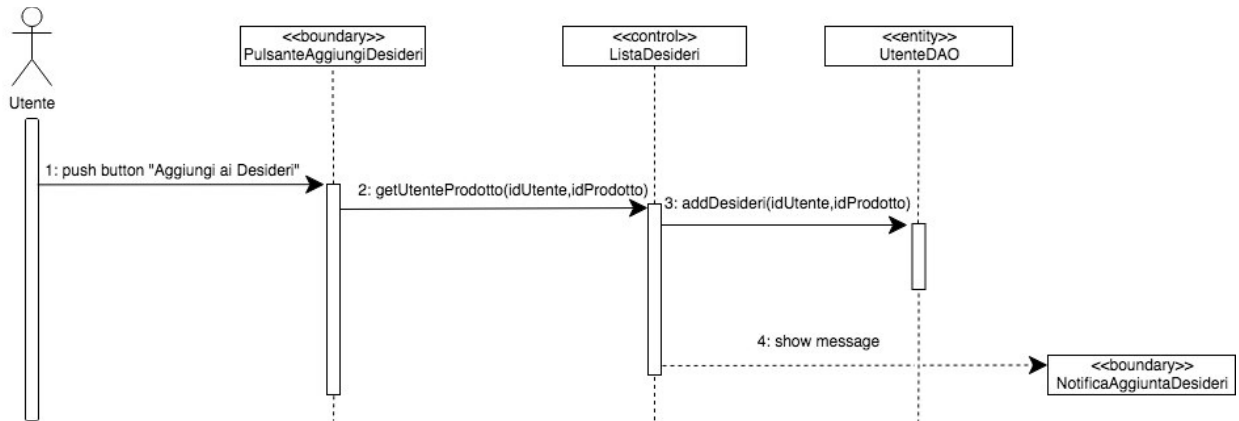 <<boundary>>
PulsanteAggiungiDesideri
<<control>>
ListaDesideri
<<entity>>
UtenteDAO
Utente
1: push button "Aggiungi ai Desideri"
2: getUtenteProdotto(idUtente,idProdotto)
3: addDesideri(idUtente,idProdotto)
4: show message
<<boundary>>
NotificaAggiuntaDesideri